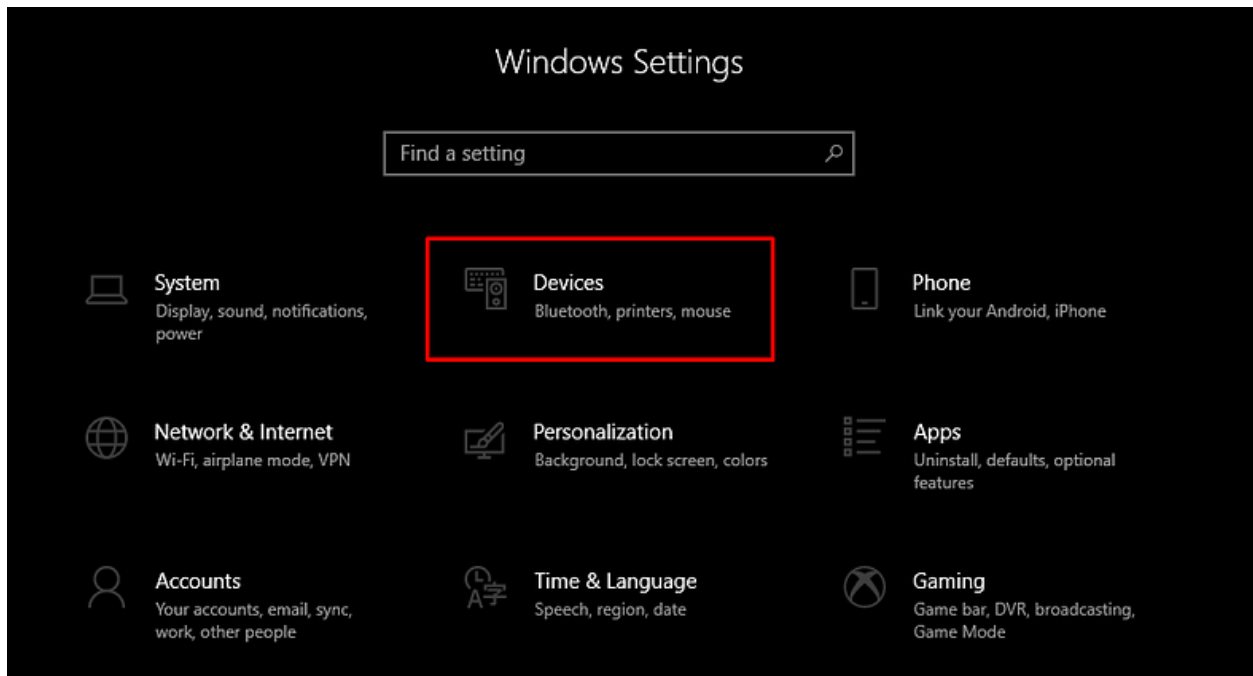 Windows Settings
Find a setting
System
Display, sound, notifications,
power
Devices
Bluetooth, printers, mouse
Phone
Link your Android, iPhone
Network & Internet
Wi-Fi, airplane mode, VPN
Personalization
Background, lock screen, colors
Apps
Uninstall, defaults, optional
features
Accounts
Your accounts, email, sync,
work, other people
Time & Language
Speech, region, date
Gaming
Game bar, DVR, broadcasting,
Game Mode